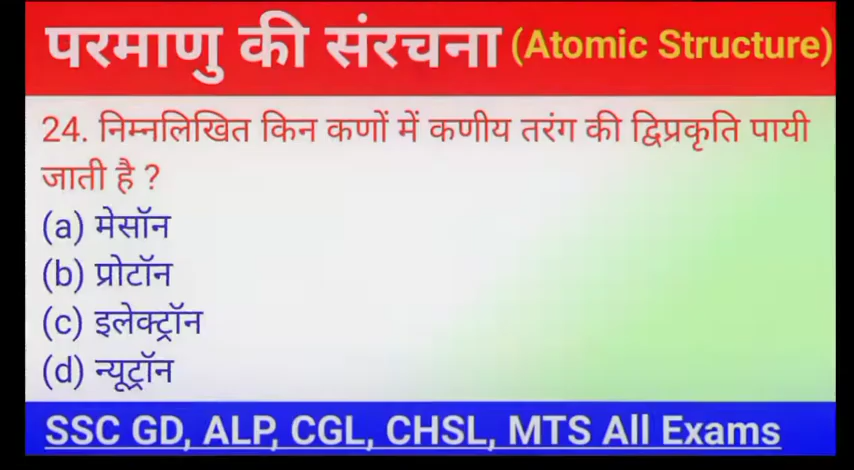 परमाणु की संरचना (Atomic Structure)
24. निम्नलिखित किन कणों में कणीय तरंग की द्विप्रकृति पायी
जाती है ?
(a) मेसॉन
(b) प्रोटॉन
(c) इलेक्ट्रॉन
(d) न्यूट्रॉन
SSC GD, ALP, CGL, CHSL, MTS All Exams